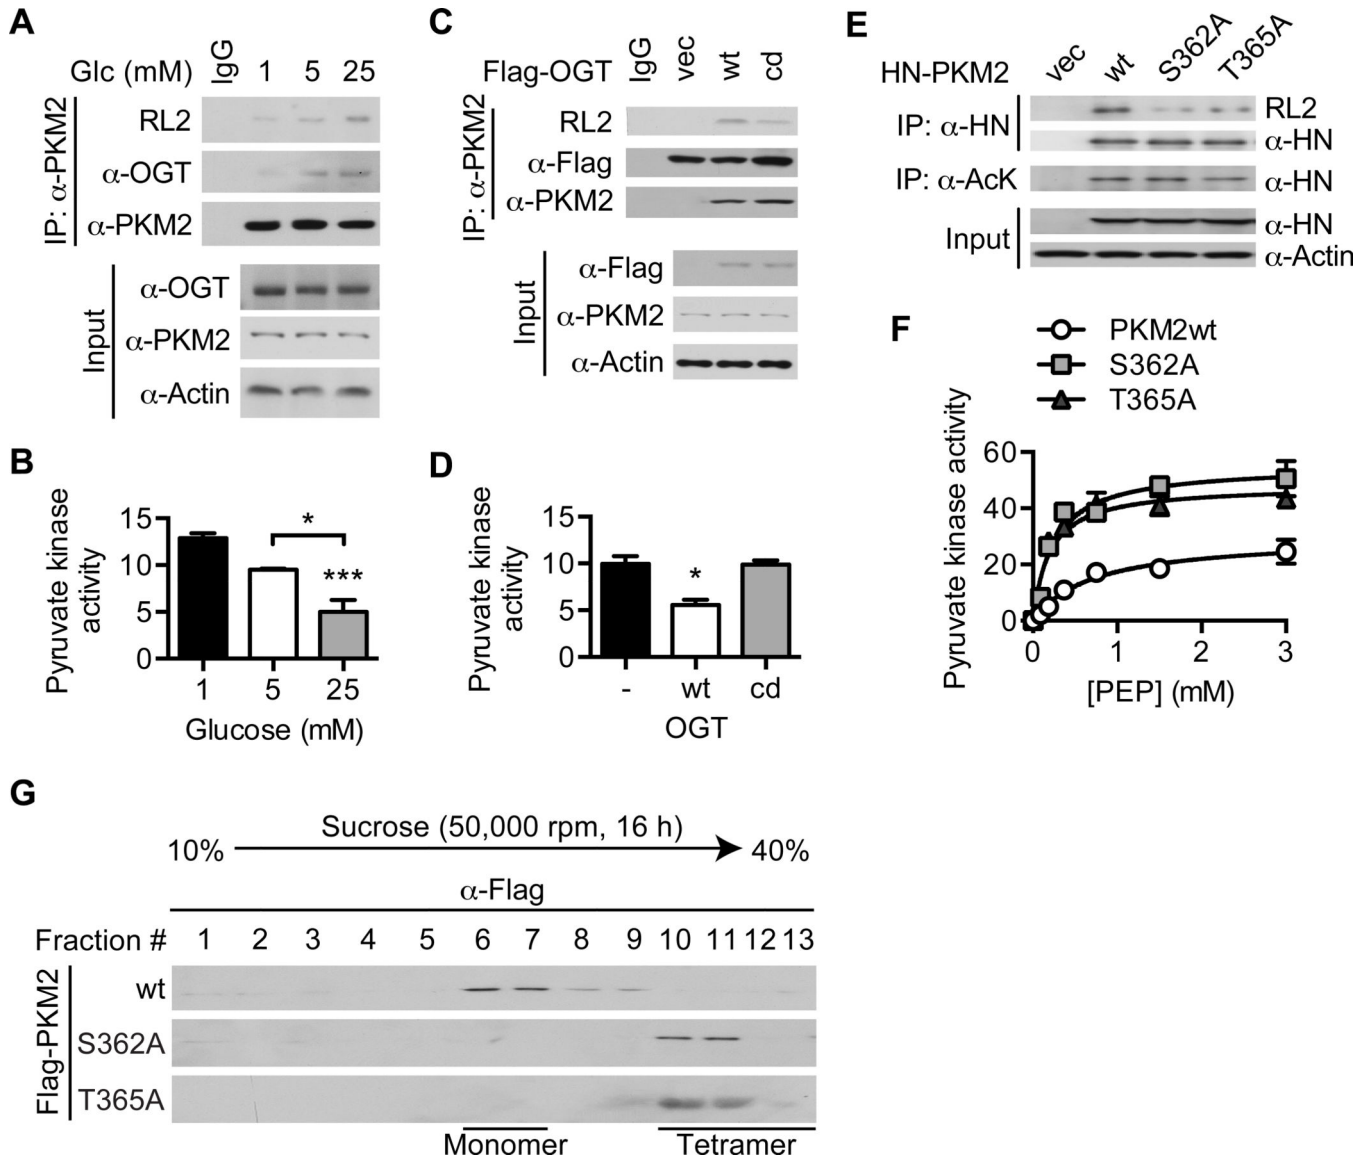 A
Glc (mM)
IgG
1
5
25
IP: α-PKM2
RL2
α-OGT
α-PKM2
Input
α-OGT
α-PKM2
α-Actin
B
Pyruvate kinase
activity
15
10
5
0
*
***
1
5
25
Glucose (mM)
C
Flag-OGT
IgG
vec
wt
cd
IP: α-PKM2
RL2
α-Flag
α-PKM2
Input
α-Flag
α-PKM2
α-Actin
D
Pyruvate kinase
activity
15
10
5
0
*
-
wt
cd
OGT
E
HN-PKM2
vec
wt
S362A
T365A
IP: α-HN
RL2
α-HN
IP: α-AcK
α-HN
Input
α-HN
α-Actin
F
PKM2wt
S362A
T365A
Pyruvate kinase activity
60
40
20
0
0
1
2
3
[PEP] (mM)
G
Sucrose (50,000 rpm, 16 h)
10%
40%
α-Flag
Fraction # 1 2 3 4 5 6 7 8 9 10 11 12 13
Flag-PKM2
wt
S362A
T365A
Monomer
Tetramer